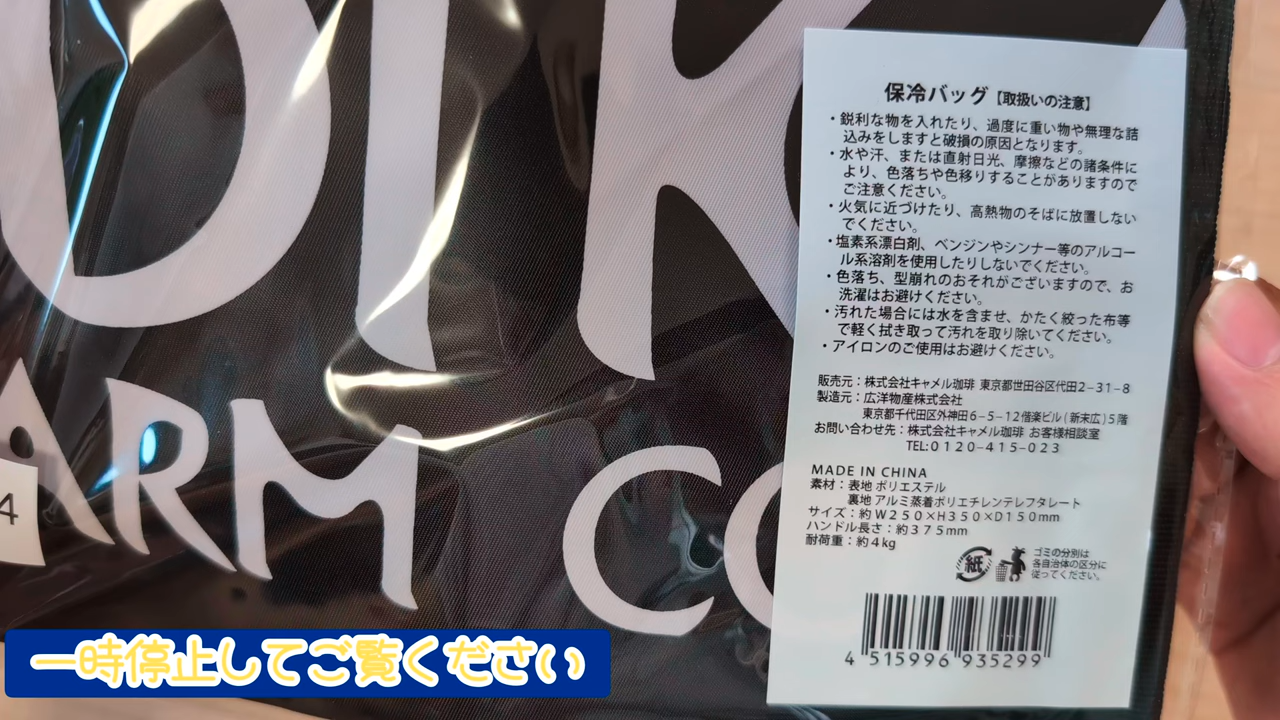 DIK
ARM CO
4
保冷バッグ【取扱いの注意】
・鋭利な物を入れたり、過度に重い物や無理な詰
込みをしますと破損の原因となります。
・水や汗、または直射日光、摩擦などの諸条件に
より、色落ちや色移りすることがありますので
ご注意ください。
・火気に近づけたり、高熱物のそばに放置しない
でください。
・塩素系漂白剤、ベンジンやシンナー等のアルコー
ル系溶剤を使用したりしないでください。
・色落ち、型崩れのおそれがございますので、お
洗濯はお避けください。
・汚れた場合には水を含ませ、かたく絞った布等
で軽く拭き取って汚れを取り除いてください。
・アイロンのご使用はお避けください。
販売元：株式会社キャメル珈琲 東京都世田谷区代田2-31-8
製造元：広洋物産株式会社
東京都千代田区外神田6-5-12偕楽ビル(新末広)5階
お問い合わせ先：株式会社キャメル珈琲 お客様相談室
TEL:0120-415-023
MADE IN CHINA
素材：表地 ポリエステル
裏地 アルミ蒸着ポリエチレンテレフタレート
サイズ：約W250×H350×D150mm
ハンドル長さ：約375mm
耐荷重：約4kg
紙
ゴミの分別は
各自治体の区分に
従ってください。
4 515996 935299
一時停止してご覧ください